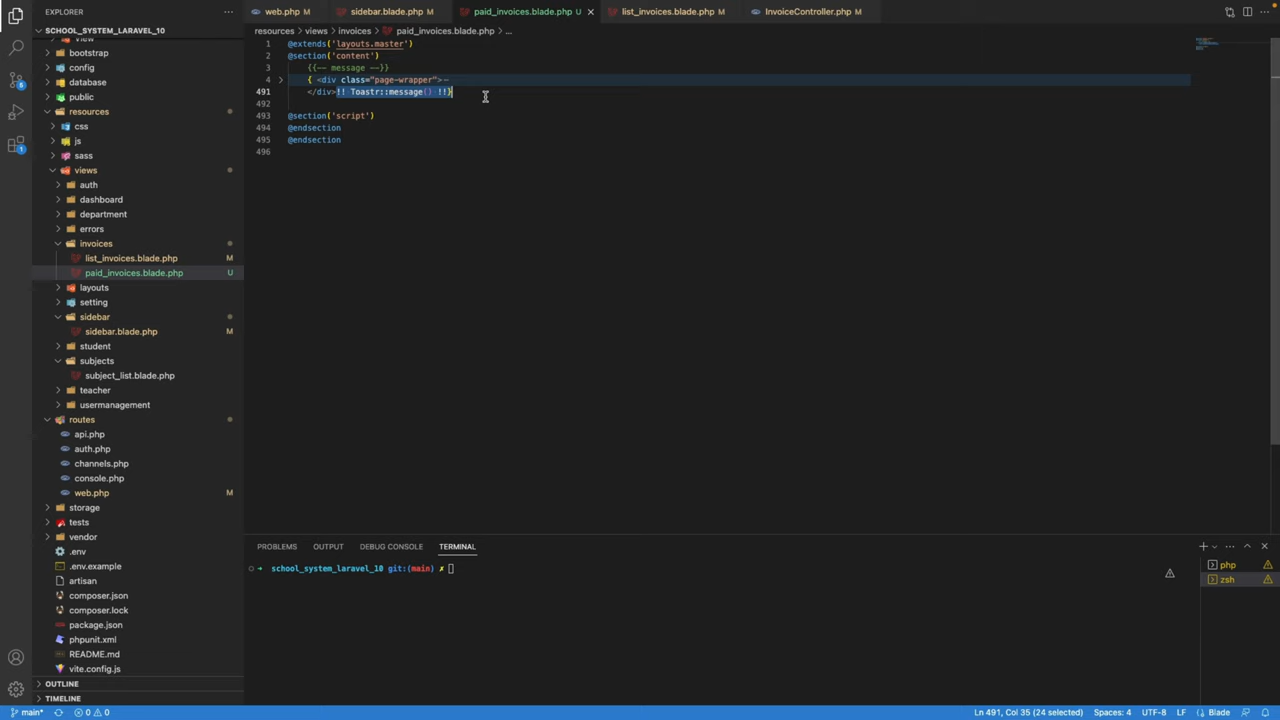 EXPLORER
web.php M
sidebar.blade.php M
paid_invoices.blade.php U
list_invoices.blade.php M
InvoiceController.php M
SCHOOL_SYSTEM_LARAVEL_10
resources > views > invoices > paid_invoices.blade.php > ...
view
bootstrap
config
database
public
resources
css
js
sass
views
auth
dashboard
department
errors
invoices
list_invoices.blade.php M
paid_invoices.blade.php U
layouts
setting
sidebar
sidebar.blade.php M
student
subjects
subject_list.blade.php
teacher
usermanagement
routes
api.php
auth.php
channels.php
console.php
web.php M
storage
tests
vendor
.env
.env.example
artisan
composer.json
composer.lock
package.json
phpunit.xml
README.md
vite.config.js
OUTLINE
TIMELINE
1 @extends('layouts.master')
2 @section('content')
3 {{-- message --}}
4 { <div class="page-wrapper">
491 </div>!! Toastr::message() !!}
492
493 @section('script')
494 @endsection
495 @endsection
496
PROBLEMS OUTPUT DEBUG CONSOLE TERMINAL
school_system_laravel_10 git:(main) ✗
php
zsh
main* 0 0
Ln 491, Col 35 (24 selected) Spaces: 4 UTF-8 LF Blade